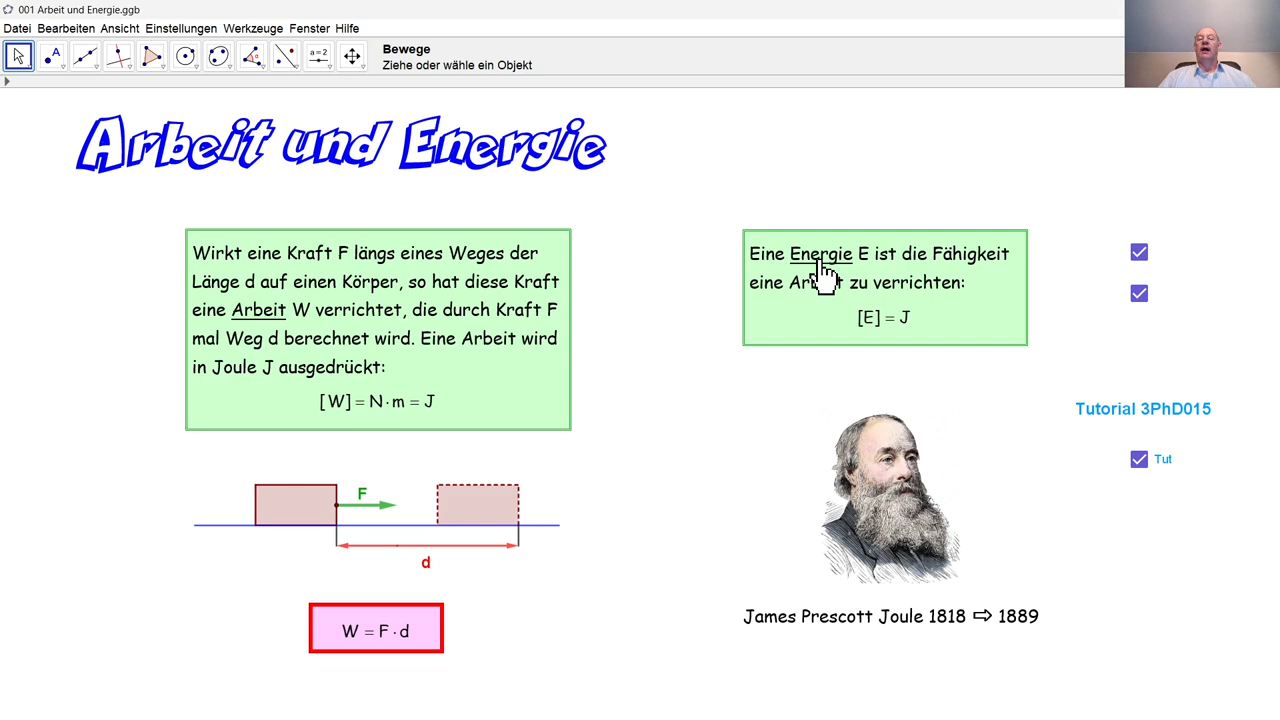 001 Arbeit und Energie.ggb
Datei Bearbeiten Ansicht Einstellungen Werkzeuge Fenster Hilfe
A
a=2
Bewege
Ziehe oder wähle ein Objekt
Arbeit und Energie
Wirkt eine Kraft F längs eines Weges der
Länge d auf einen Körper, so hat diese Kraft
eine Arbeit W verrichtet, die durch Kraft F
mal Weg d berechnet wird. Eine Arbeit wird
in Joule J ausgedrückt:
[W] = N·m = J
F
d
W = F·d
Eine Energie E ist die Fähigkeit
eine Arbeit zu verrichten:
[E] = J
James Prescott Joule 1818 ⇨ 1889
Tutorial 3PhD015
Tut